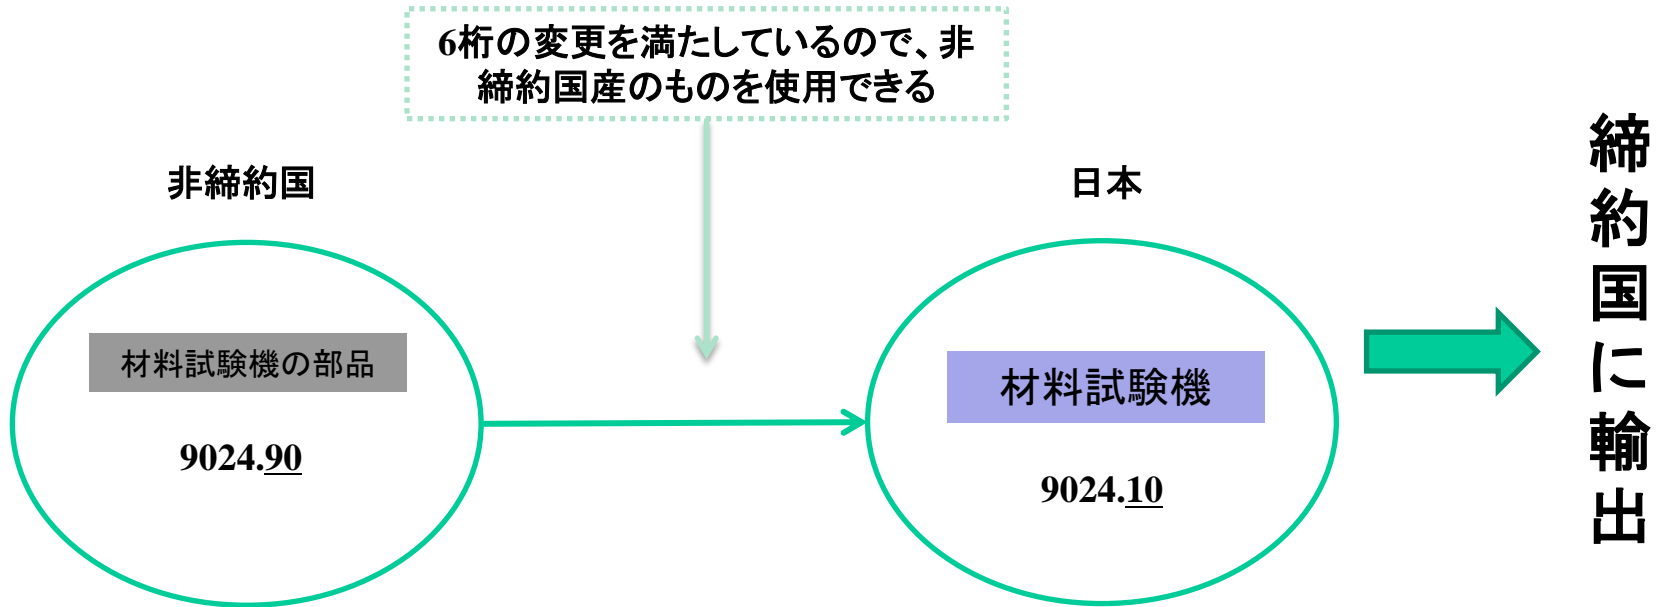 6桁の変更を満たしているので、非
締約国産のものを使用できる
非締約国
日本
材料試験機の部品
9024.90
材料試験機
9024.10
締約国に輸出